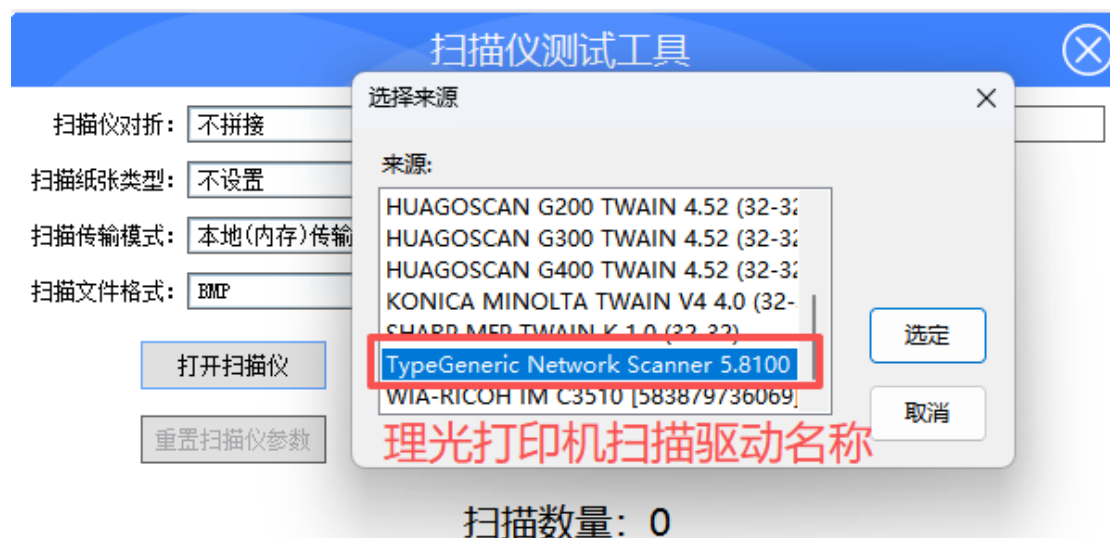 扫描仪测试工具
选择来源
扫描仪对折：
不拼接
来源:
扫描纸张类型：
不设置
HUAGOSCAN G200 TWAIN 4.52 (32-32
扫描传输模式：
本地(内存)传输
HUAGOSCAN G300 TWAIN 4.52 (32-32
HUAGOSCAN G400 TWAIN 4.52 (32-32
扫描文件格式：
BMP
KONICA MINOLTA TWAIN V4 4.0 (32-
SHARP MFP TWAIN K 1.0 (32-32)
选定
打开扫描仪
TypeGeneric Network Scanner 5.8100
WIA-RICOH IM C3510 [583879736069]
取消
重置扫描仪参数
理光打印机扫描驱动名称
扫描数量：0